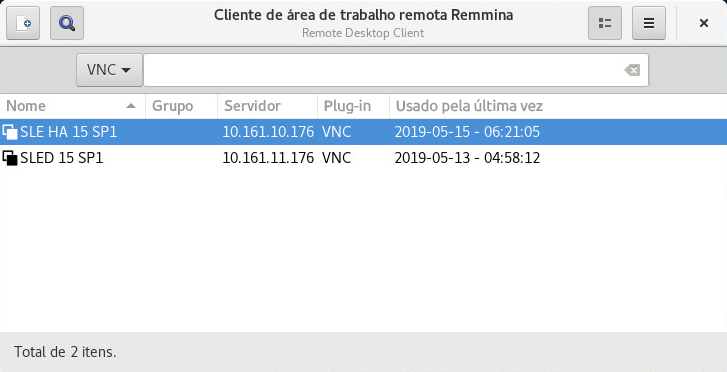 Cliente de área de trabalho remota Remmina
Remote Desktop Client
VNC
Nome Grupo Servidor Plug-in Usado pela última vez
SLE HA 15 SP1 10.161.10.176 VNC 2019-05-15 - 06:21:05
SLED 15 SP1 10.161.11.176 VNC 2019-05-13 - 04:58:12
Total de 2 itens.